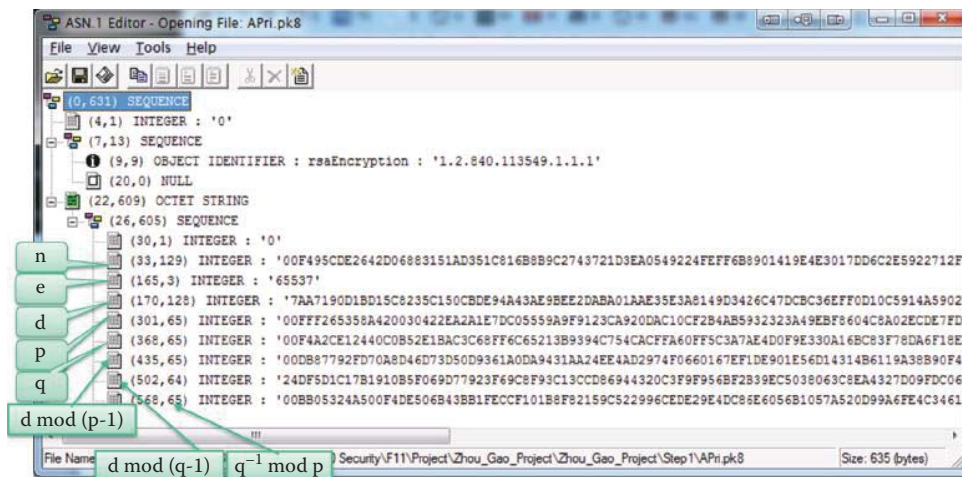 ASN.1 Editor - Opening File: APri.pk8
File View Tools Help
(0,631) SEQUENCE
(4,1) INTEGER : '0'
(7,13) SEQUENCE
(9,9) OBJECT IDENTIFIER : rsaEncryption : '1.2.840.113549.1.1.1'
(20,0) NULL
(22,609) OCTET STRING
(26,605) SEQUENCE
(30,1) INTEGER : '0'
n
(33,129) INTEGER : '00F495CDE2642D06883151AD351C816B8B9C2743721D3EA0549224FEFF6B8901419E4E3017DD6C2E5922712F
e
(165,3) INTEGER : '65537'
d
(170,128) INTEGER : '7AA7190D1BD15C8235C150CBDE94A43AE9BEE2DABA01AAE35E3A8149D3426C47DCBC36EFF0D10C5914A5902
p
(301,65) INTEGER : '00FFF265358A420030422EA2A1E7DC05559A9F9123CA920DAC10CF2B4AB5932323A49EBF8604C8A02ECDE7FD
q
(368,65) INTEGER : '00F4A2CE12440C0B52E1BAC3C68FF6C65213B9394C754CACFFA60FF5C3A7AE4D0F9E330A16BC83F78DA6F18E
(435,65) INTEGER : '00DB87792FD70A8D46D73D50D9361A0DA9431AA24EE4AD2974F0660167EF1DE901E56D14314B6119A38B90F4
(502,64) INTEGER : '24DF5D1C17B1910B5F069D77923F69C8F93C13CCD86944320C3F9F956BF2B39EC5038063C8EA4327D09FDC06
d mod (p-1)
(568,65) INTEGER : '00BB05324A500F4DE506B43BB1FECCF101B8F82159C522996CEDE29E4DC86E6056B1057A520D99A6FE4C3461
File Name
d mod (q-1)
q⁻¹ mod p
Security\F11\Project\Zhou_Gao_Project\Zhou_Gao_Project\Step1\APri.pk8
Size: 635 (bytes)